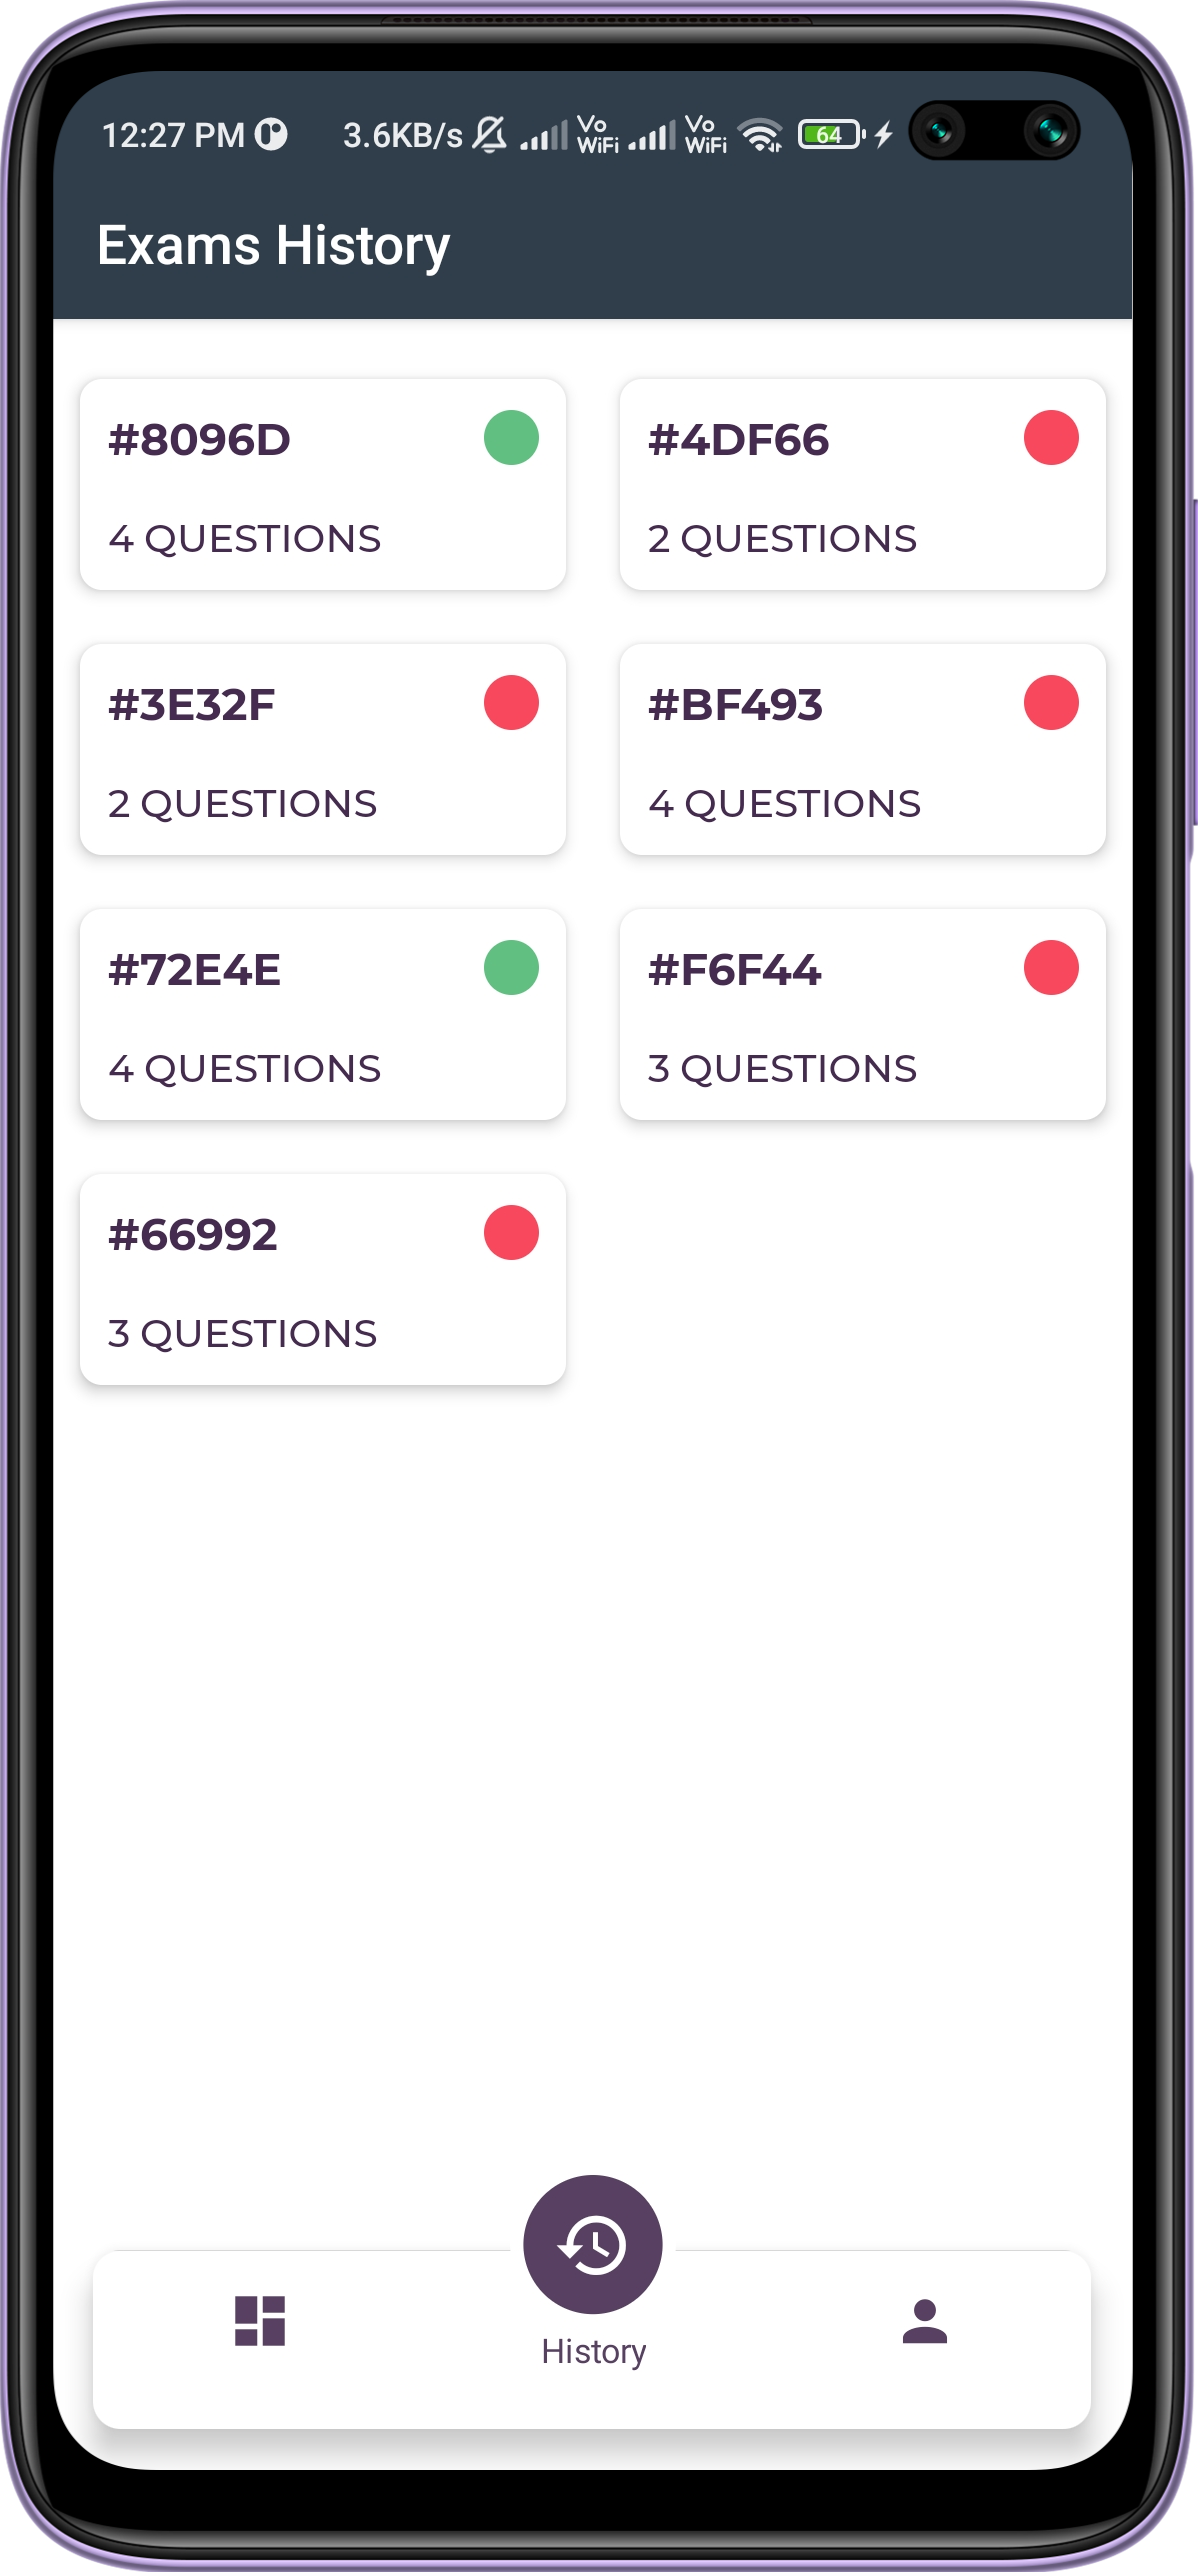 12:27 PM 3.6KB/s Vo WiFi Vo WiFi 64
Exams History
#8096D
4 QUESTIONS
#4DF66
2 QUESTIONS
#3E32F
2 QUESTIONS
#BF493
4 QUESTIONS
#72E4E
4 QUESTIONS
#F6F44
3 QUESTIONS
#66992
3 QUESTIONS
History